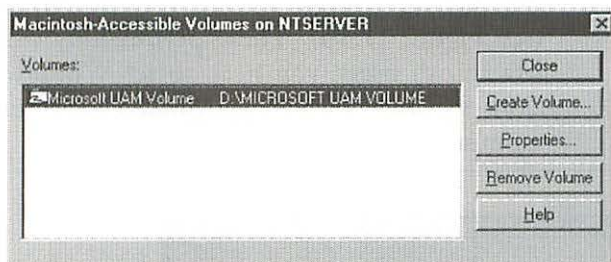 Macintosh-Accessible Volumes on NTSERVER
Volumes:
Microsoft UAM Volume D:\MICROSOFT UAM VOLUME
Close
Create Volume...
Properties...
Remove Volume
Help